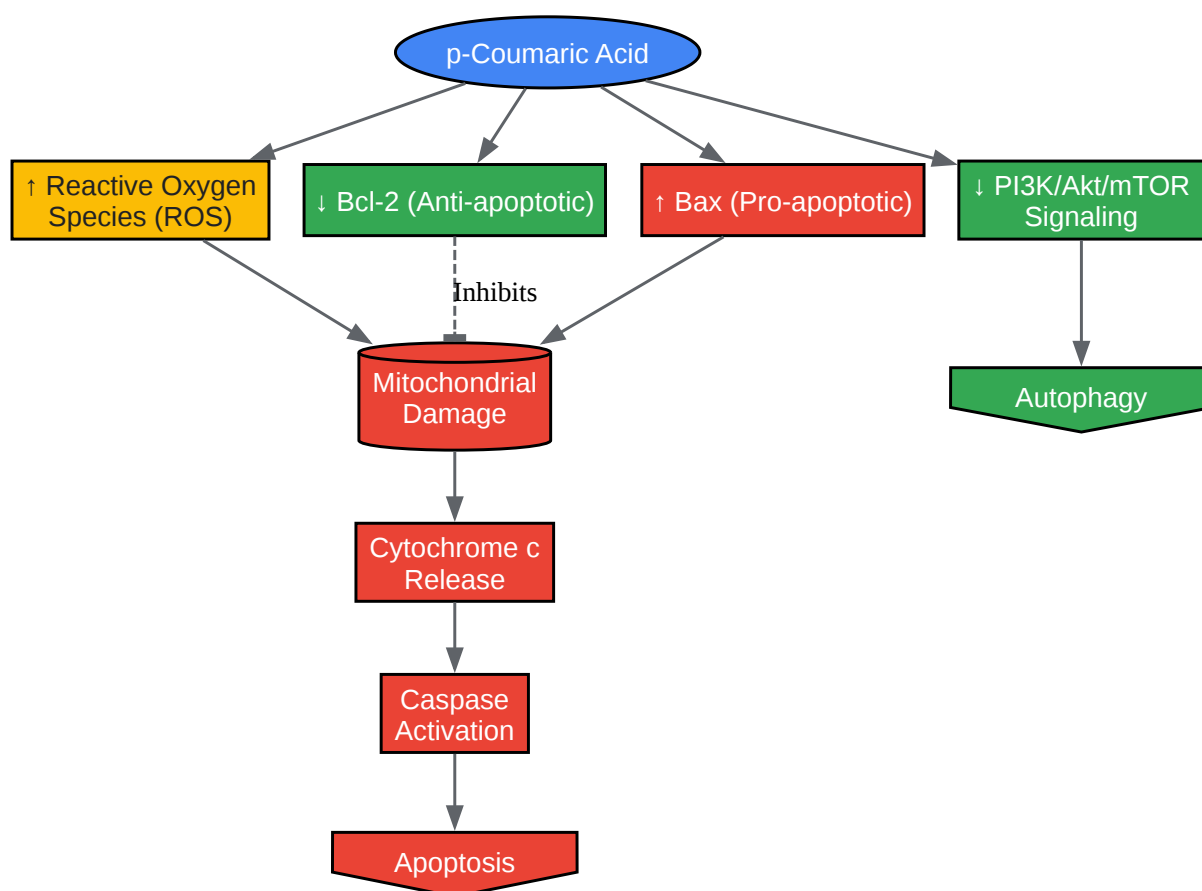 p-Coumaric Acid
↑ Reactive Oxygen
Species (ROS)
↓ Bcl-2 (Anti-apoptotic)
↑ Bax (Pro-apoptotic)
↓ PI3K/Akt/mTOR
Signaling
Inhibits
Mitochondrial
Damage
Autophagy
Cytochrome c
Release
Caspase
Activation
Apoptosis